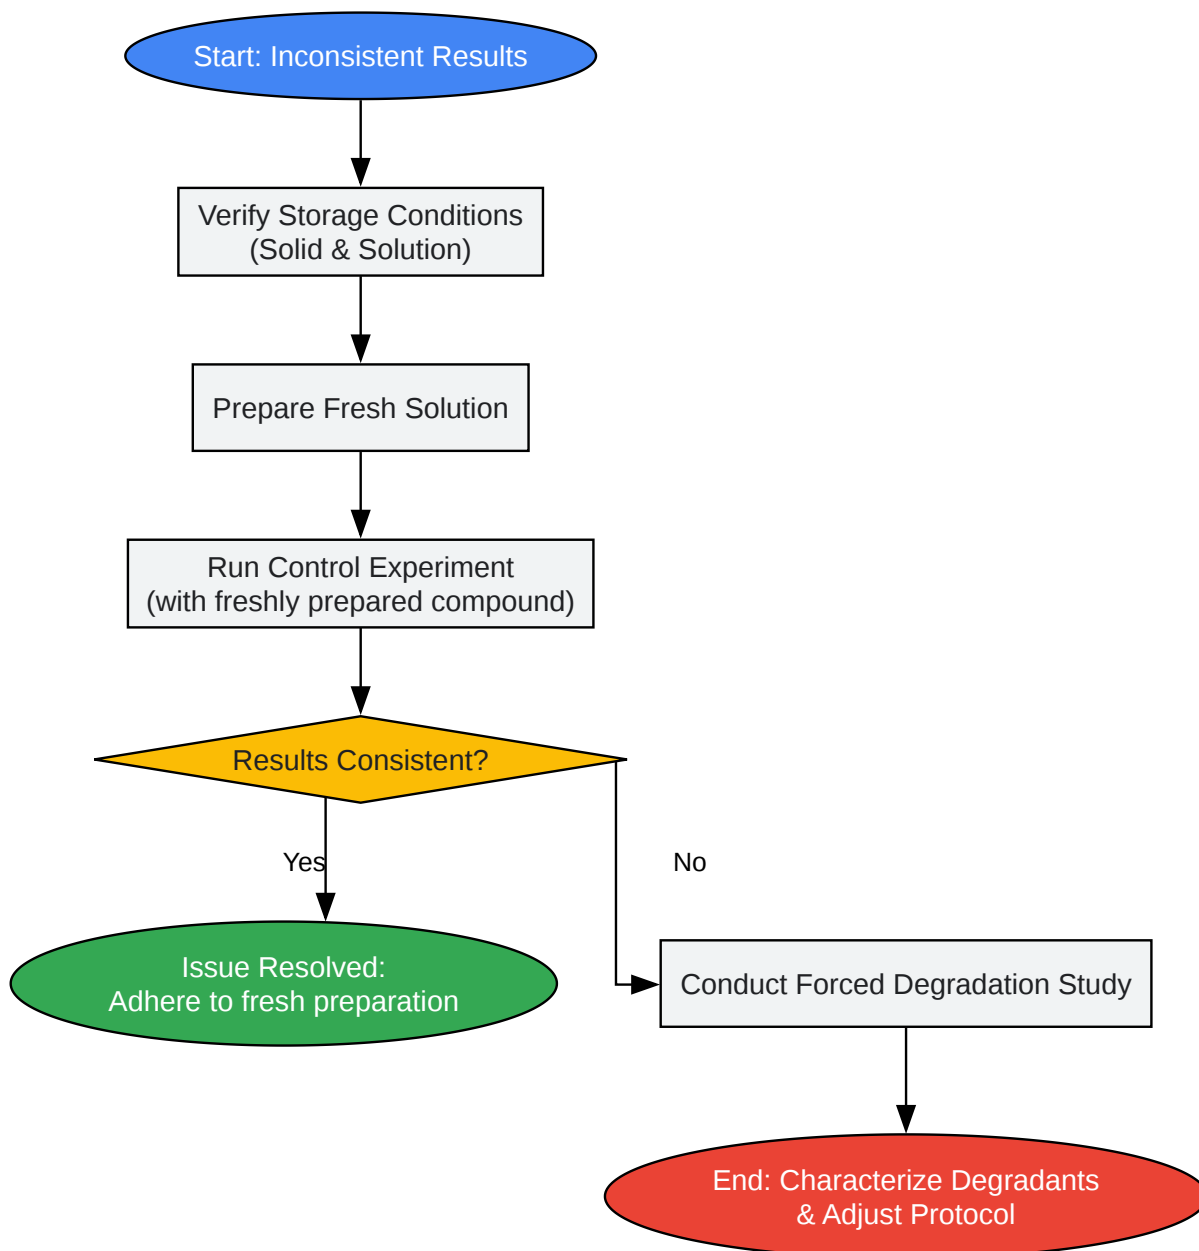 Start: Inconsistent Results
Verify Storage Conditions
(Solid & Solution)
Prepare Fresh Solution
Run Control Experiment
(with freshly prepared compound)
Results Consistent?
Yes
No
Issue Resolved:
Adhere to fresh preparation
Conduct Forced Degradation Study
End: Characterize Degradants
& Adjust Protocol